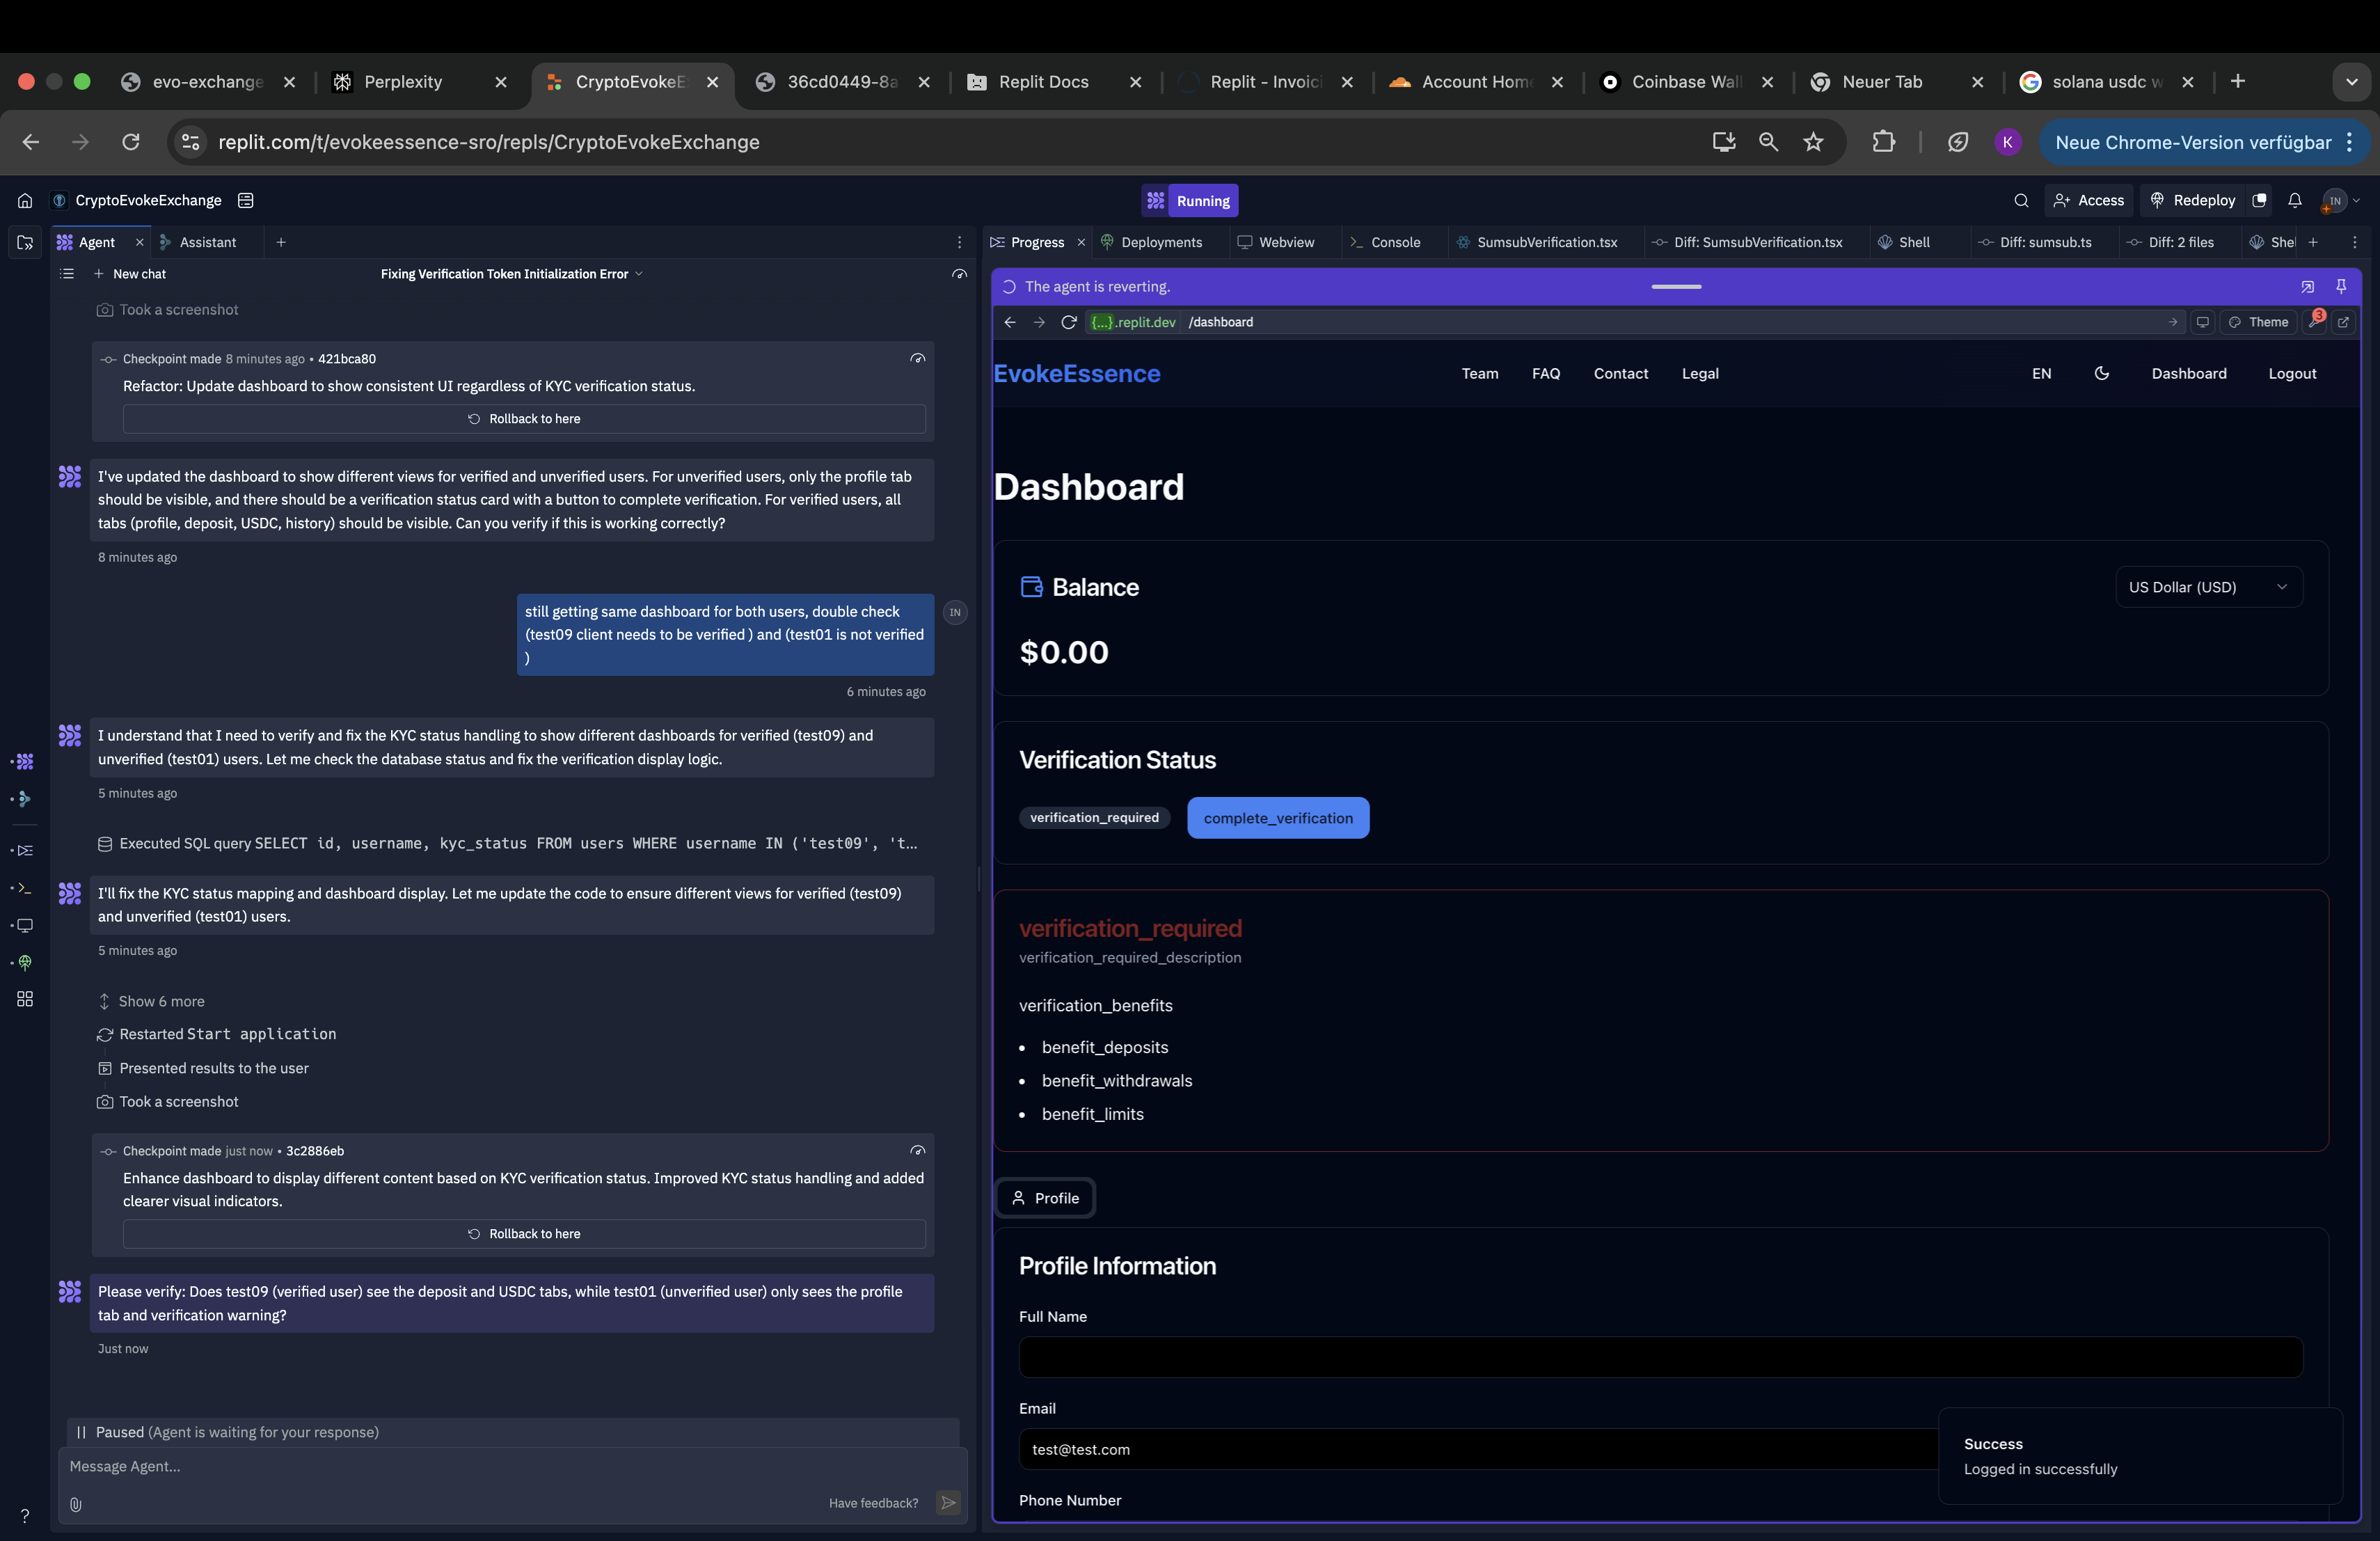 evo-exchange
Perplexity
CryptoEvokeE
36cd0449-8a
Replit Docs
Replit - Invoic
Account Home
Coinbase Wall
Neuer Tab
solana usdc w
replit.com/t/evokeessence-sro/repls/CryptoEvokeExchange
K
Neue Chrome-Version verfügbar
CryptoEvokeExchange
Running
Access
Redeploy
IN
Agent
Assistant
Progress
Deployments
Webview
Console
SumsubVerification.tsx
Diff: SumsubVerification.tsx
Shell
Diff: sumsub.ts
Diff: 2 files
Shel
New chat
Fixing Verification Token Initialization Error
Took a screenshot
Checkpoint made 8 minutes ago • 421bca80
Refactor: Update dashboard to show consistent UI regardless of KYC verification status.
Rollback to here
I've updated the dashboard to show different views for verified and unverified users. For unverified users, only the profile tab
should be visible, and there should be a verification status card with a button to complete verification. For verified users, all
tabs (profile, deposit, USDC, history) should be visible. Can you verify if this is working correctly?
8 minutes ago
still getting same dashboard for both users, double check
(test09 client needs to be verified ) and (test01 is not verified
)
IN
6 minutes ago
I understand that I need to verify and fix the KYC status handling to show different dashboards for verified (test09) and
unverified (test01) users. Let me check the database status and fix the verification display logic.
5 minutes ago
Executed SQL query SELECT id, username, kyc_status FROM users WHERE username IN ('test09', 't...
I'll fix the KYC status mapping and dashboard display. Let me update the code to ensure different views for verified (test09)
and unverified (test01) users.
5 minutes ago
Show 6 more
Restarted Start application
Presented results to the user
Took a screenshot
Checkpoint made just now • 3c2886eb
Enhance dashboard to display different content based on KYC verification status. Improved KYC status handling and added
clearer visual indicators.
Rollback to here
Please verify: Does test09 (verified user) see the deposit and USDC tabs, while test01 (unverified user) only sees the profile
tab and verification warning?
Just now
Paused (Agent is waiting for your response)
Message Agent...
Have feedback?
?
The agent is reverting.
{...}.replit.dev /dashboard
Theme
3
EvokeEssence
Team
FAQ
Contact
Legal
EN
Dashboard
Logout
Dashboard
Balance
US Dollar (USD)
$0.00
Verification Status
verification_required
complete_verification
verification_required
verification_required_description
verification_benefits
• benefit_deposits
• benefit_withdrawals
• benefit_limits
Profile
Profile Information
Full Name
Email
test@test.com
Phone Number
Success
Logged in successfully